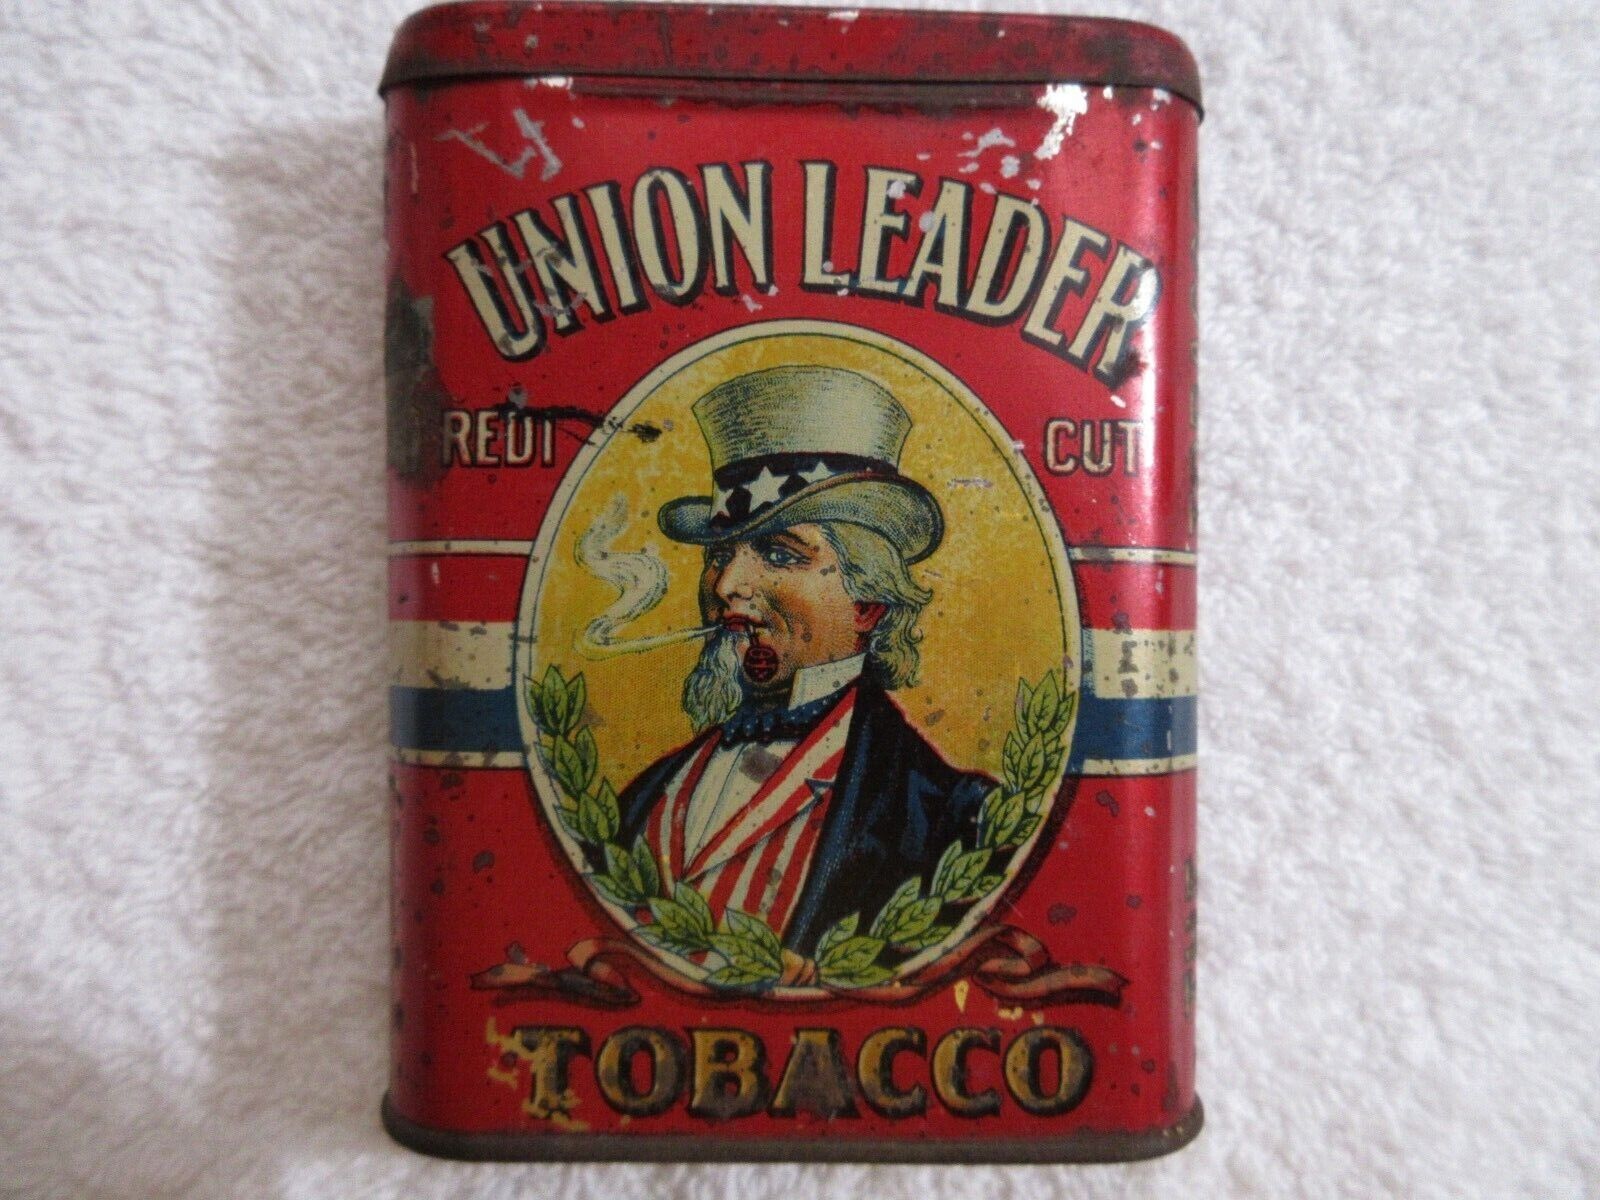 UNION LEADER
REDI CUT
TOBACCO